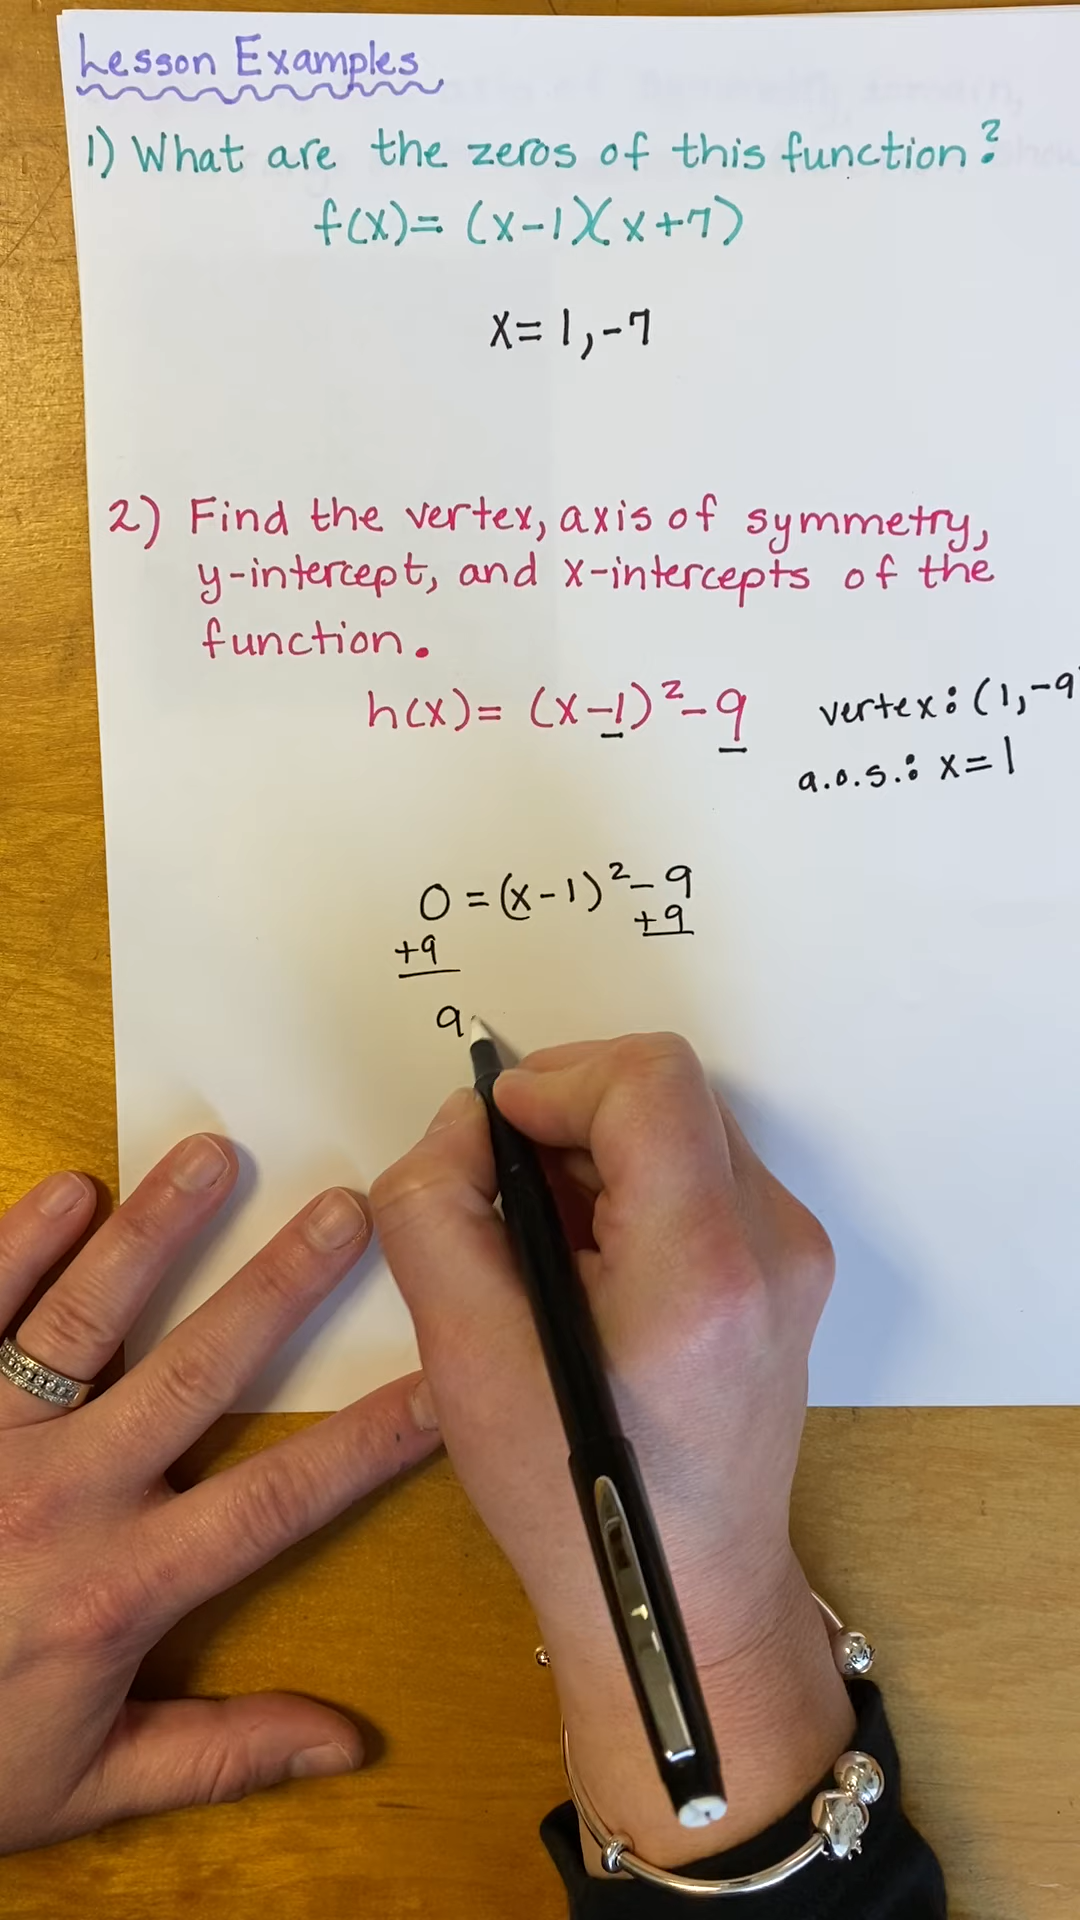 Lesson Examples
1) What are the zeros of this function?
f(x)= (x-1)(x+7)
x= 1,-7
2) Find the vertex, axis of symmetry,
y-intercept, and x-intercepts of the
function.
h(x)= (x-1)²-9
vertex: (1,-9)
a.o.s.: x=1
0 = (x-1)²- 9
+9 +9
9